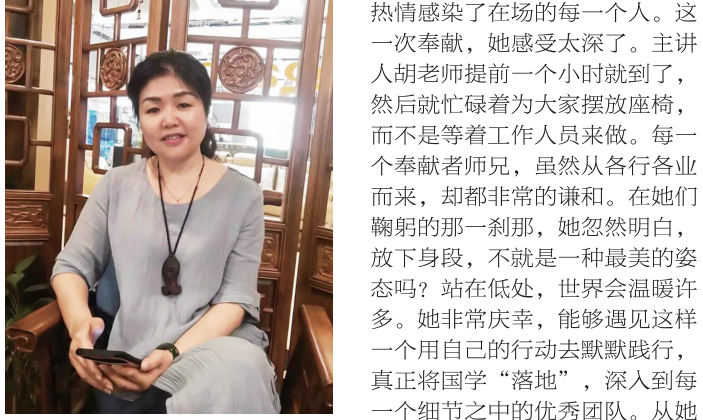 热情感染了在场的每一个人。这
一次奉献，她感受太深了。主讲
人胡老师提前一个小时就到了，
然后就忙碌着为大家摆放座椅，
而不是等着工作人员来做。每一
个奉献者师兄，虽然从各行各业
而来，却都非常的谦和。在她们
鞠躬的那一刹那，她忽然明白，
放下身段，不就是一种最美的姿
态吗？站在低处，世界会温暖许
多。她非常庆幸，能够遇见这样
一个用自己的行动去默默践行，
真正将国学“落地”，深入到每
一个细节之中的优秀团队。从她